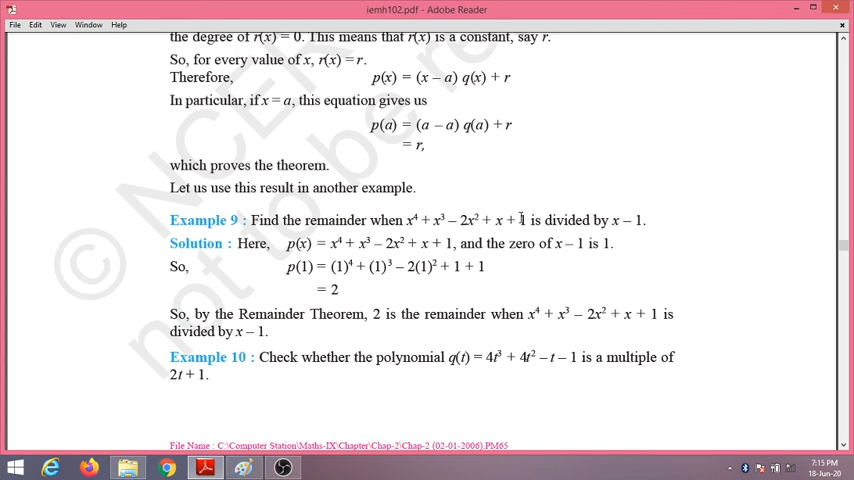 iemh102.pdf - Adobe Reader
File Edit View Window Help
the degree of r(x) = 0. This means that r(x) is a constant, say r.
So, for every value of x, r(x) = r.
Therefore, p(x) = (x – a) q(x) + r
In particular, if x = a, this equation gives us
p(a) = (a – a) q(a) + r
= r,
which proves the theorem.
Let us use this result in another example.
Example 9 : Find the remainder when x⁴ + x³ – 2x² + x + 1 is divided by x – 1.
Solution : Here, p(x) = x⁴ + x³ – 2x² + x + 1, and the zero of x – 1 is 1.
So, p(1) = (1)⁴ + (1)³ – 2(1)² + 1 + 1
= 2
So, by the Remainder Theorem, 2 is the remainder when x⁴ + x³ – 2x² + x + 1 is
divided by x – 1.
Example 10 : Check whether the polynomial q(t) = 4t³ + 4t² – t – 1 is a multiple of
2t + 1.
File Name : C:\Computer Station\Maths-IX\Chapter\Chap-2\Chap-2 (02-01-2006).PM65
© NCERT
not to be re
7:15 PM
18-Jun-20